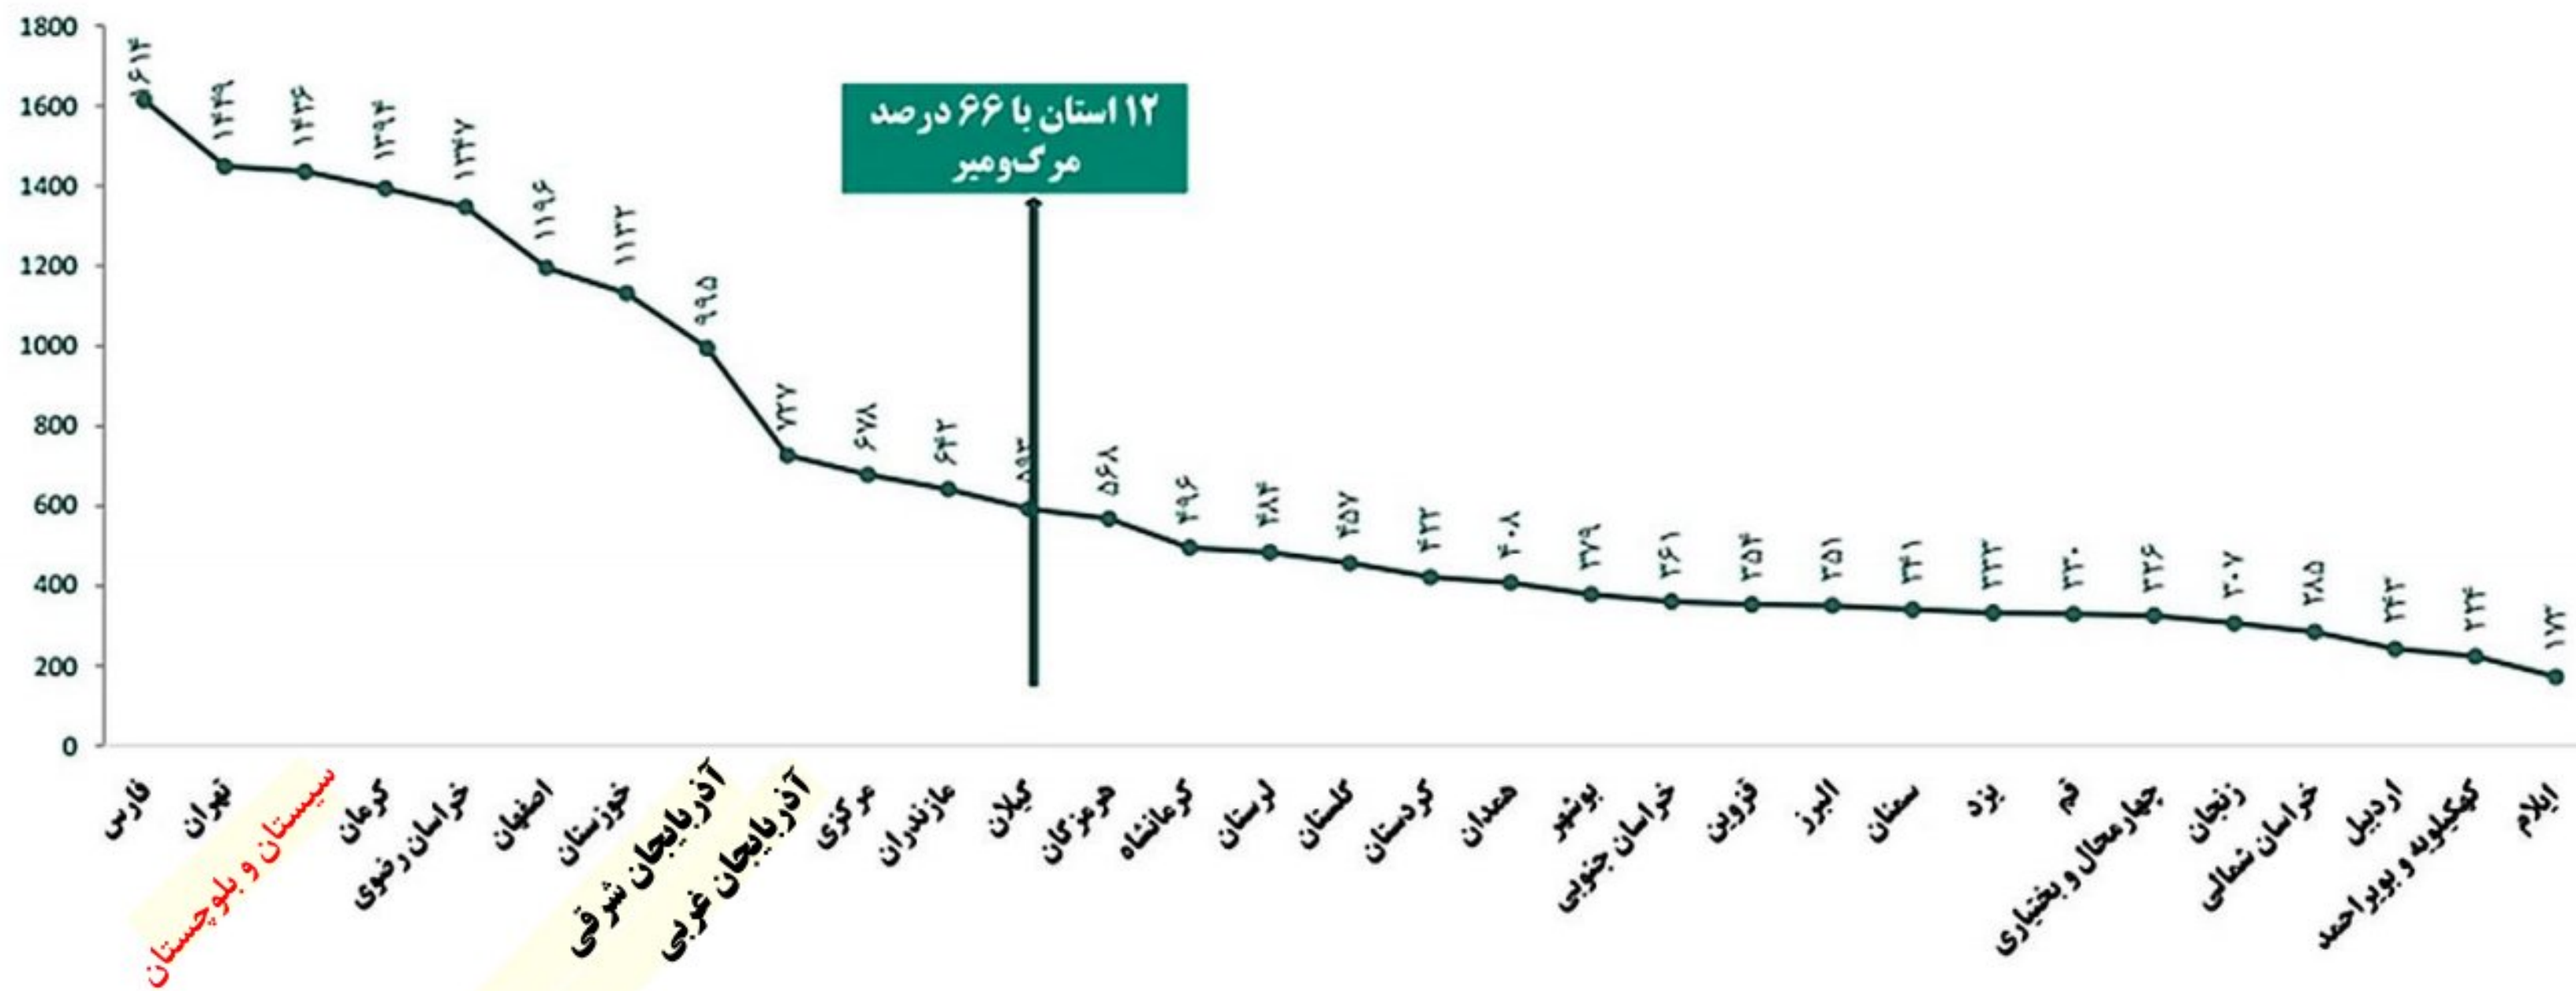 1800
1600
1400
1200
1000
800
600
400
200
0
۱۶۱۴
۱۴۴۹
۱۴۳۶
۱۳۹۴
۱۳۴۷
۱۱۹۶
۱۱۳۲
۹۹۵
۷۲۷
۶۷۸
۶۴۲
۵۹۳
۵۶۸
۴۹۶
۴۸۴
۴۵۷
۴۲۲
۴۰۸
۳۷۹
۳۶۱
۳۵۴
۳۵۱
۳۴۱
۳۳۳
۳۳۰
۳۲۶
۳۰۷
۲۸۵
۲۴۳
۲۲۴
۱۷۳
۱۲ استان با ۶۶ درصد
مرگ‌ومیر
فارس
تهران
سیستان و بلوچستان
کرمان
خراسان رضوی
اصفهان
خوزستان
آذربایجان شرقی
آذربایجان غربی
مرکزی
مازندران
گیلان
هرمزگان
کرمانشاه
لرستان
گلستان
کردستان
همدان
بوشهر
خراسان جنوبی
قزوین
البرز
سمنان
یزد
قم
چهارمحال و بختیاری
زنجان
خراسان شمالی
اردبیل
کهگیلویه و بویراحمد
ایلام